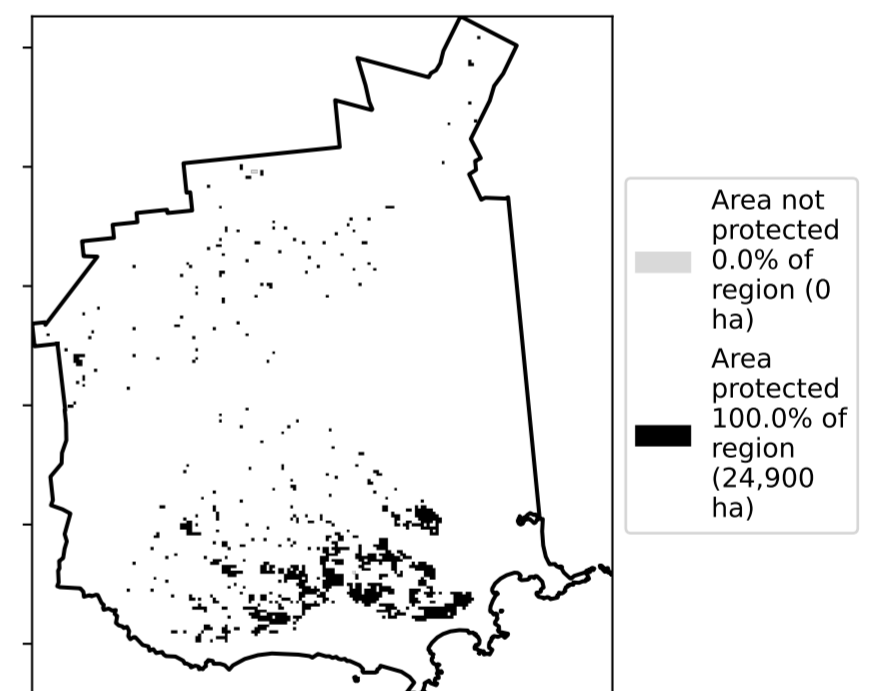 Area not
protected
0.0% of
region (0
ha)
Area
protected
100.0% of
region
(24,900
ha)